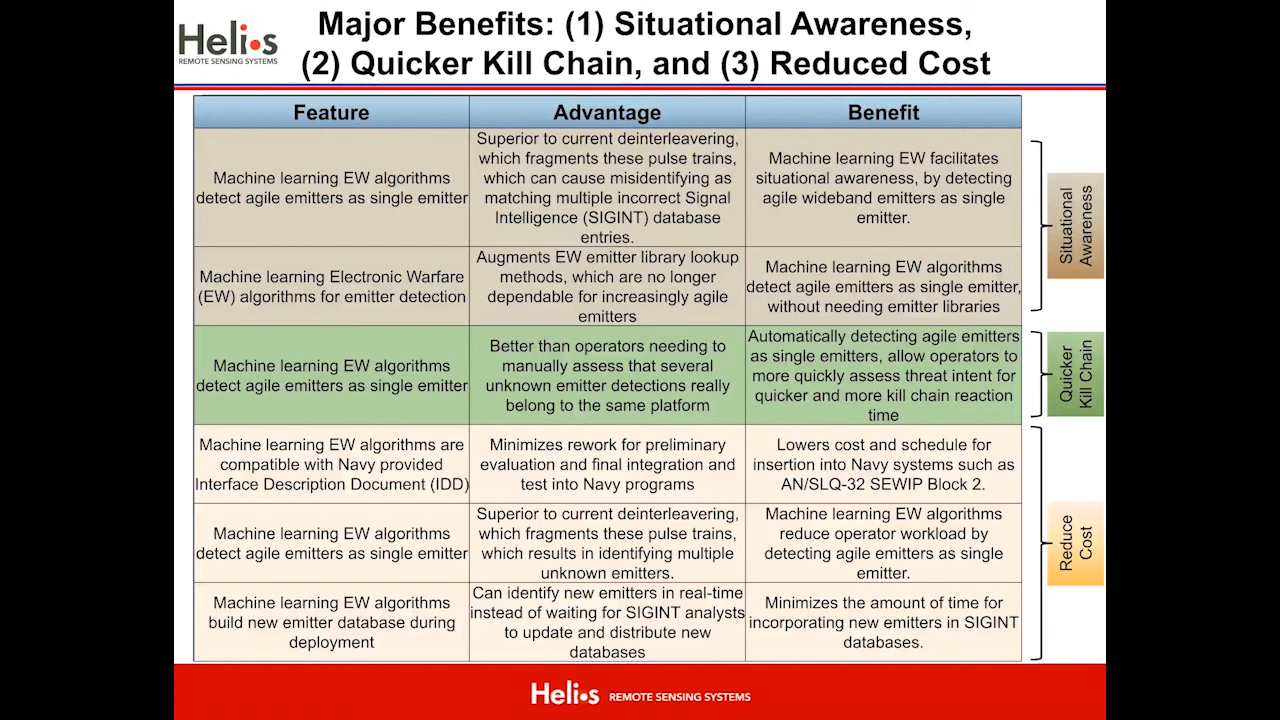 Helios
REMOTE SENSING SYSTEMS
Major Benefits: (1) Situational Awareness,
(2) Quicker Kill Chain, and (3) Reduced Cost
Feature
Advantage
Benefit
Machine learning EW algorithms
detect agile emitters as single emitter
Superior to current deinterleavering,
which fragments these pulse trains,
which can cause misidentifying as
matching multiple incorrect Signal
Intelligence (SIGINT) database
entries.
Machine learning EW facilitates
situational awareness, by detecting
agile wideband emitters as single
emitter.
Machine learning Electronic Warfare
(EW) algorithms for emitter detection
Augments EW emitter library lookup
methods, which are no longer
dependable for increasingly agile
emitters
Machine learning EW algorithms
detect agile emitters as single emitter,
without needing emitter libraries
Situational
Awareness
Machine learning EW algorithms
detect agile emitters as single emitter
Better than operators needing to
manually assess that several
unknown emitter detections really
belong to the same platform
Automatically detecting agile emitters
as single emitters, allow operators to
more quickly assess threat intent for
quicker and more kill chain reaction
time
Quicker
Kill Chain
Machine learning EW algorithms are
compatible with Navy provided
Interface Description Document (IDD)
Minimizes rework for preliminary
evaluation and final integration and
test into Navy programs
Lowers cost and schedule for
insertion into Navy systems such as
AN/SLQ-32 SEWIP Block 2.
Machine learning EW algorithms
detect agile emitters as single emitter
Superior to current deinterleavering,
which fragments these pulse trains,
which results in identifying multiple
unknown emitters.
Machine learning EW algorithms
reduce operator workload by
detecting agile emitters as single
emitter.
Machine learning EW algorithms
build new emitter database during
deployment
Can identify new emitters in real-time
instead of waiting for SIGINT analysts
to update and distribute new
databases
Minimizes the amount of time for
incorporating new emitters in SIGINT
databases.
Reduce
Cost
Helios REMOTE SENSING SYSTEMS